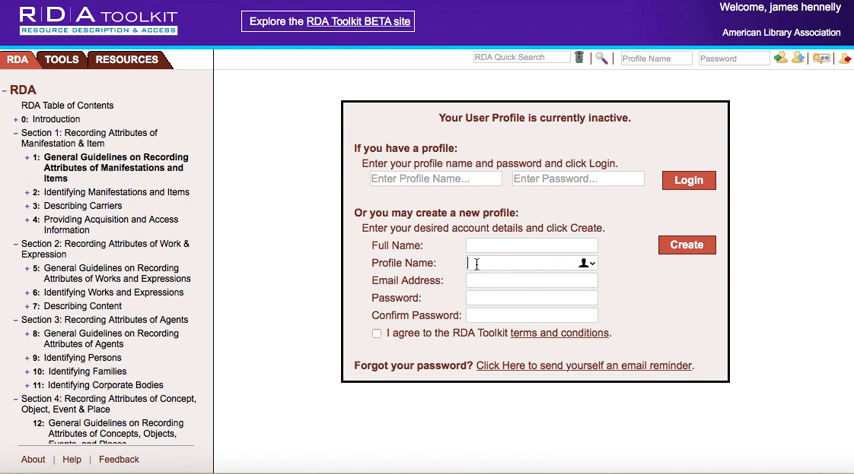 R|D|A TOOLKIT
RESOURCE DESCRIPTION & ACCESS
Explore the RDA Toolkit BETA site
Welcome, james hennelly
American Library Association
RDA TOOLS RESOURCES
RDA Quick Search Profile Name Password
- RDA
RDA Table of Contents
+ 0: Introduction
- Section 1: Recording Attributes of
Manifestation & Item
+ 1: General Guidelines on Recording
Attributes of Manifestations and
Items
+ 2: Identifying Manifestations and Items
+ 3: Describing Carriers
+ 4: Providing Acquisition and Access
Information
- Section 2: Recording Attributes of Work &
Expression
+ 5: General Guidelines on Recording
Attributes of Works and Expressions
+ 6: Identifying Works and Expressions
+ 7: Describing Content
- Section 3: Recording Attributes of Agents
+ 8: General Guidelines on Recording
Attributes of Agents
+ 9: Identifying Persons
+ 10: Identifying Families
+ 11: Identifying Corporate Bodies
- Section 4: Recording Attributes of Concept,
Object, Event & Place
12: General Guidelines on Recording
Attributes of Concepts, Objects,
Events, and Places
About | Help | Feedback
Your User Profile is currently inactive.
If you have a profile:
Enter your profile name and password and click Login.
Enter Profile Name... Enter Password... Login
Or you may create a new profile:
Enter your desired account details and click Create.
Full Name: Create
Profile Name:
Email Address:
Password:
Confirm Password:
I agree to the RDA Toolkit terms and conditions.
Forgot your password? Click Here to send yourself an email reminder.